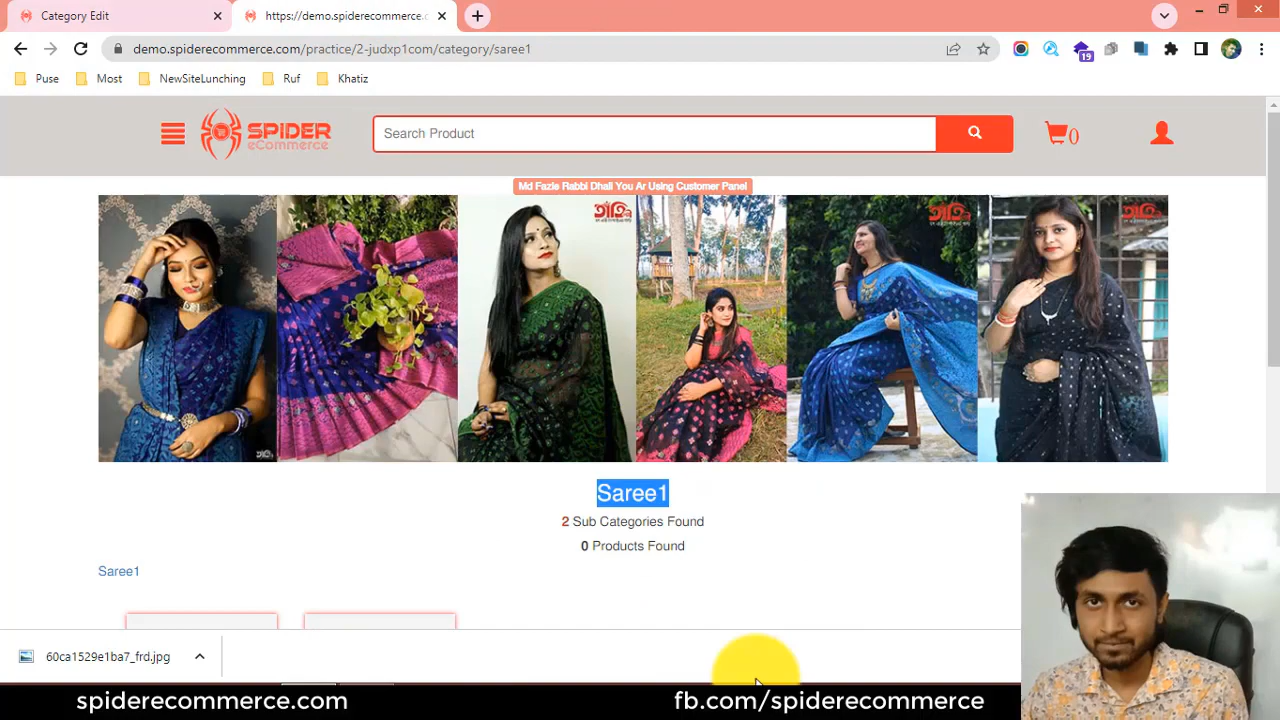 Category Edit
https://demo.spiderecommerce.c
demo.spiderecommerce.com/practice/2-judxp1com/category/saree1
19
Puse
Most
NewSiteLunching
Ruf
Khatiz
SPIDER
eCommerce
Search Product
0
Md Fazle Rabbi Dhali You Ar Using Customer Panel
Saree1
2 Sub Categories Found
0 Products Found
Saree1
60ca1529e1ba7_frd.jpg
spiderecommerce.com
fb.com/spiderecommerce